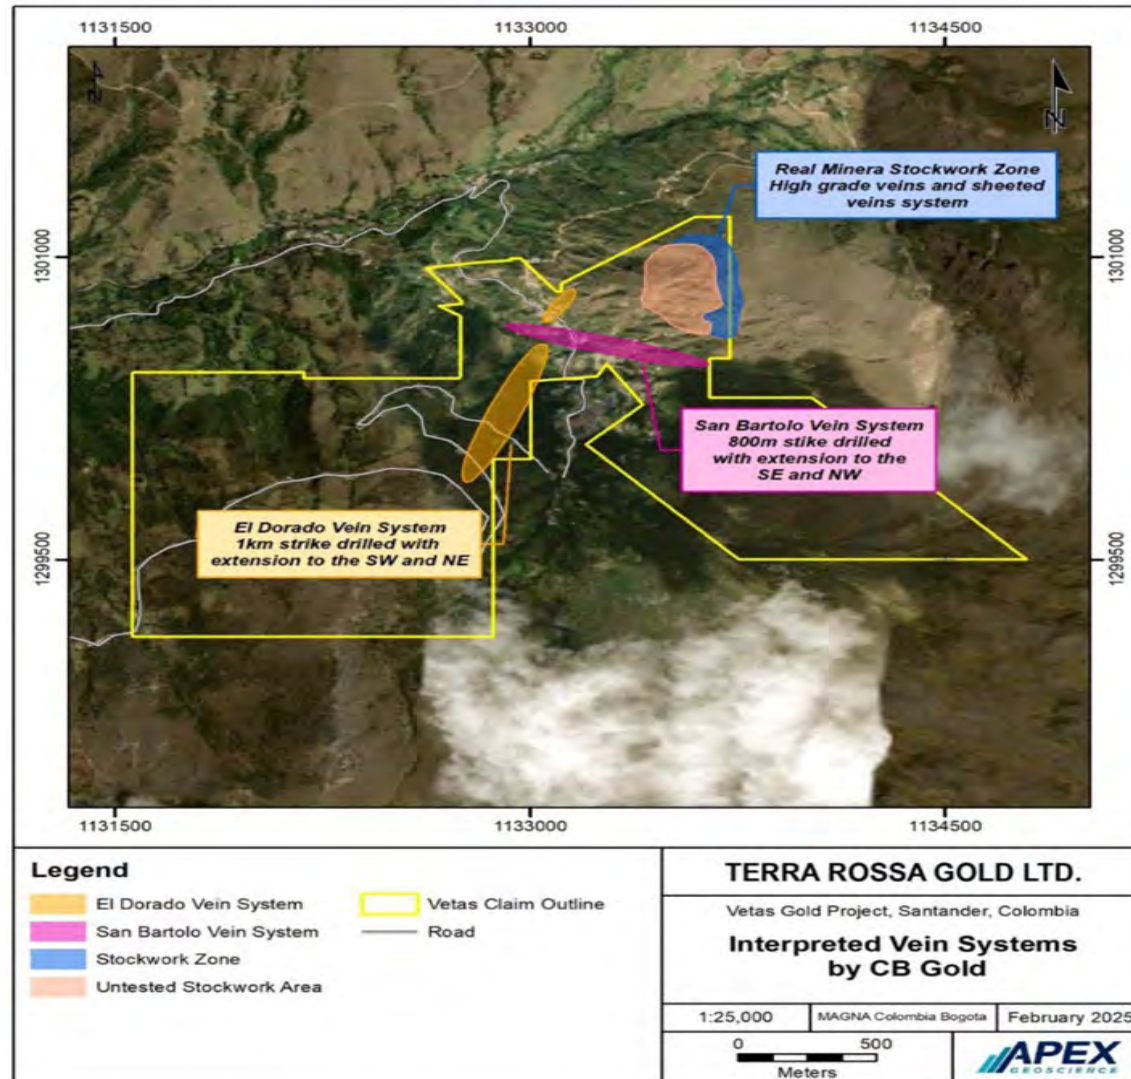 1131500 1133000 1134500
N
N
Real Minera Stockwork Zone
High grade veins and sheeted
veins system
1301000
1301000
San Bartolo Vein System
800m stike drilled
with extension to the
SE and NW
El Dorado Vein System
1km strike drilled with
extension to the SW and NE
1299500
1299500
1131500 1133000 1134500
Legend
El Dorado Vein System
San Bartolo Vein System
Stockwork Zone
Untested Stockwork Area
Vetas Claim Outline
Road
TERRA ROSSA GOLD LTD.
Vetas Gold Project, Santander, Colombia
Interpreted Vein Systems
by CB Gold
1:25,000 MAGNA Colombia Bogota February 2025
0 500
Meters
APEX
GEOSCIENCE